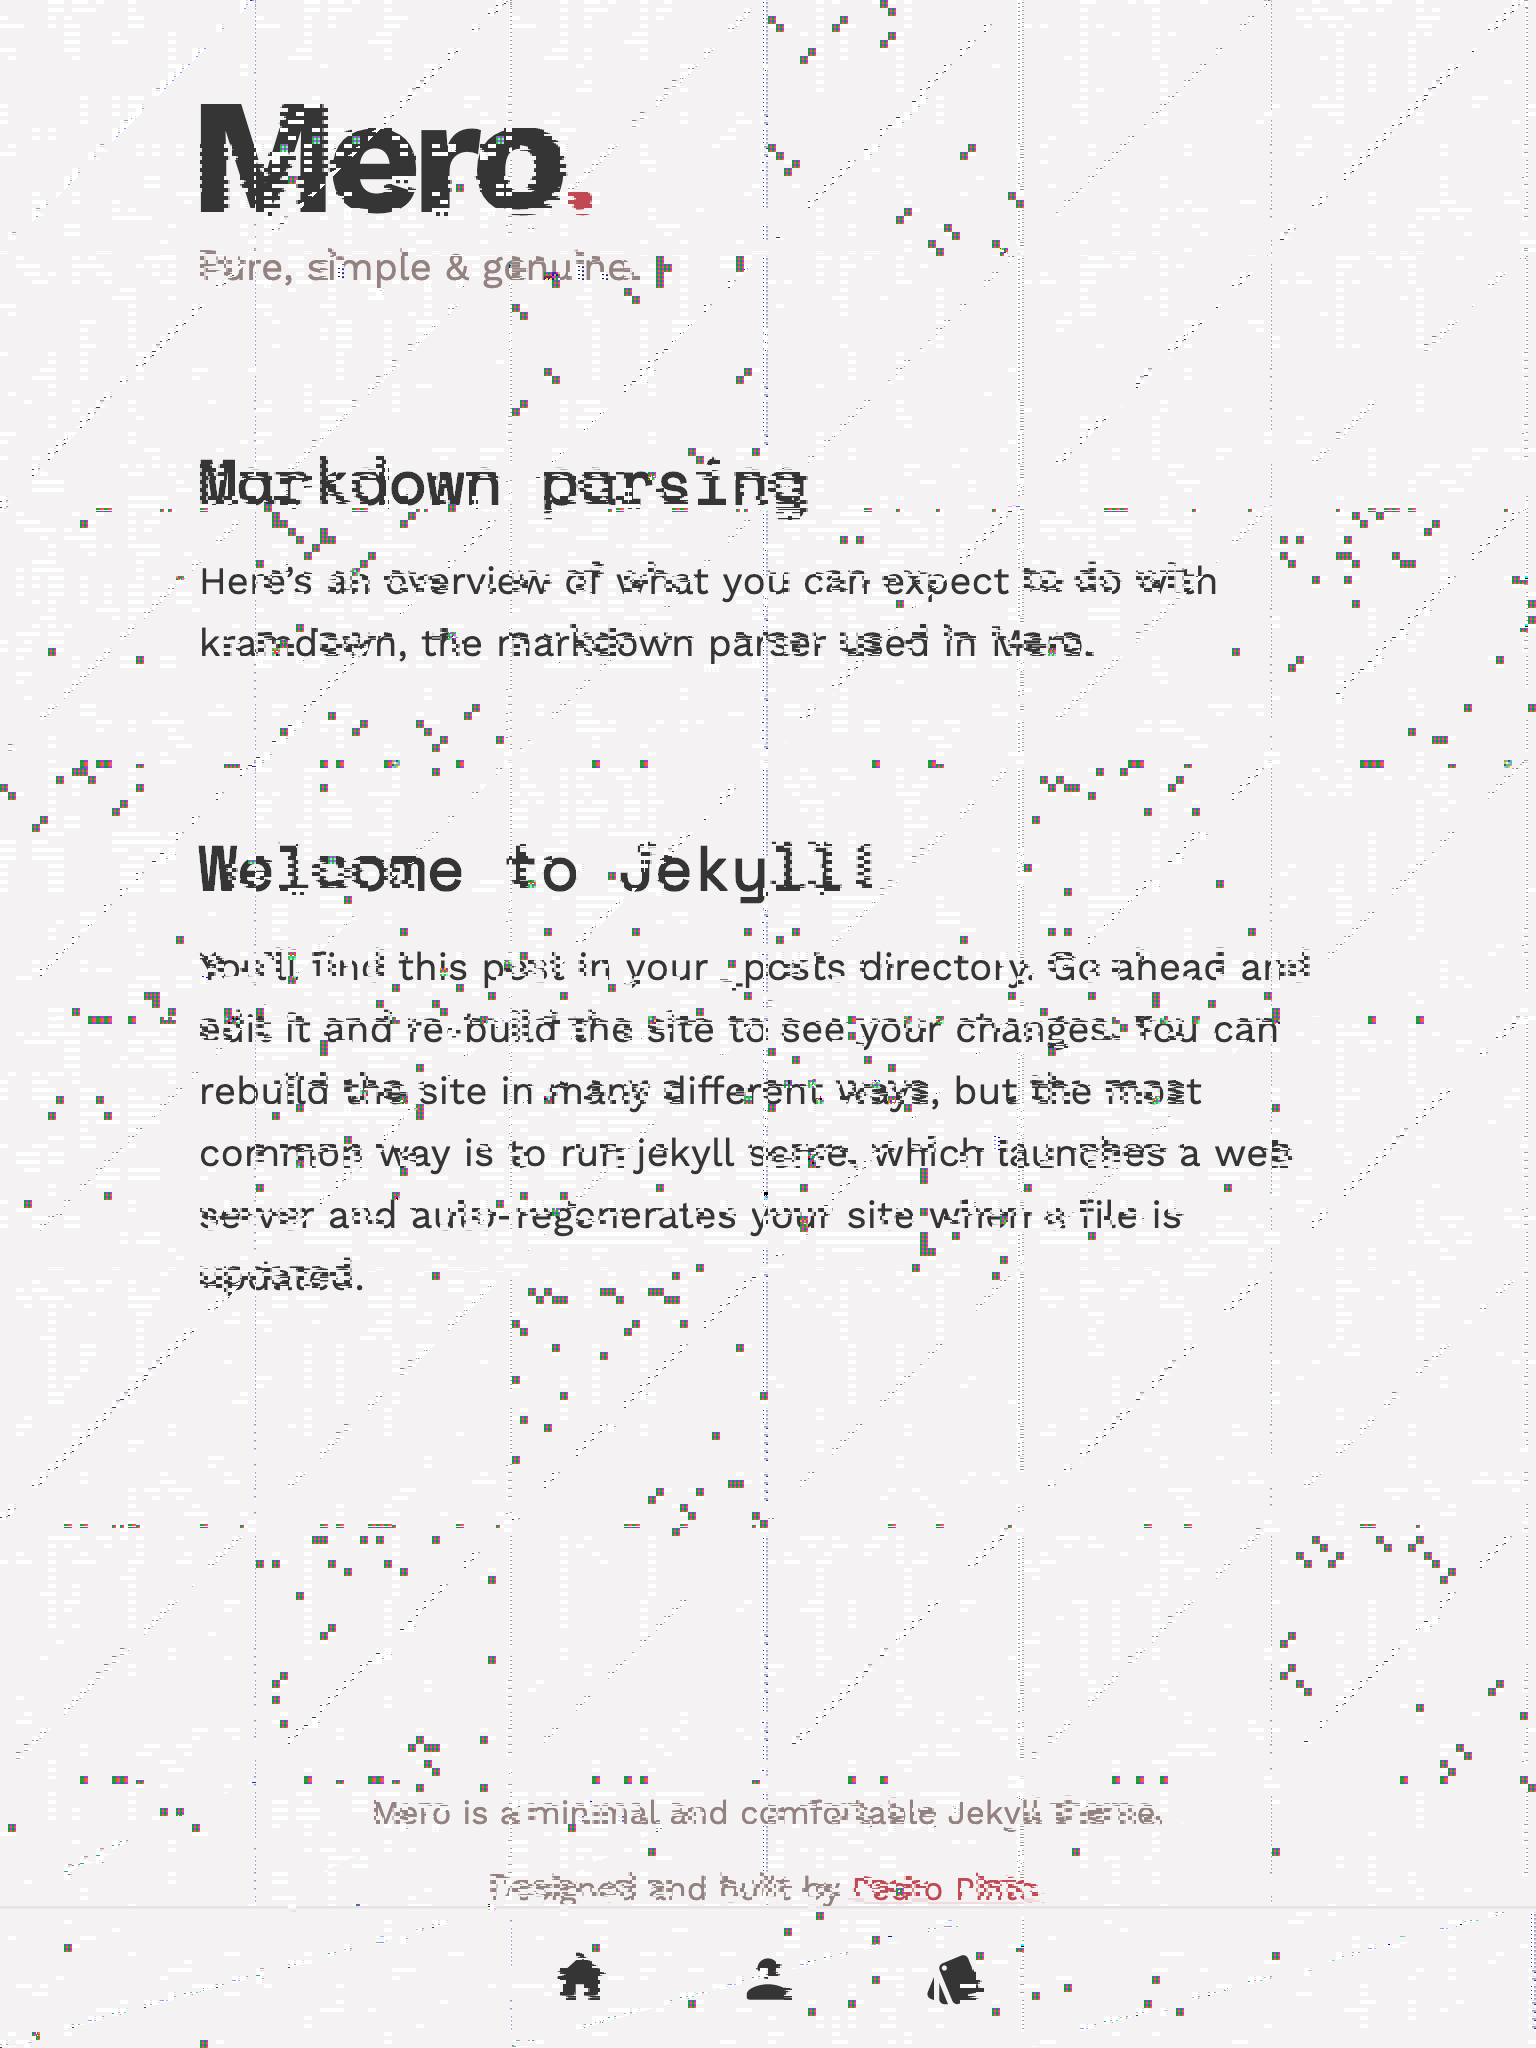 Mero.
Pure, simple & genuine.
Markdown parsing
Here’s an overview of what you can expect to do with
kramdown, the markdown parser used in Mero.
Welcome to Jekyll!
You’ll find this post in your _posts directory. Go ahead and
edit it and re-build the site to see your changes. You can
rebuild the site in many different ways, but the most
common way is to run jekyll serve, which launches a web
server and auto-regenerates your site when a file is
updated.
Mero is a minimal and comfortable Jekyll Theme.
Designed and built by Pedro Pinto.